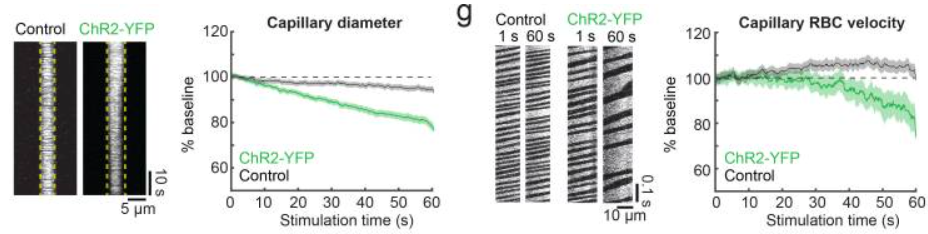 Control ChR2-YFP
10 s
5 µm
Capillary diameter
120
100
80
60
% baseline
ChR2-YFP
Control
0 10 20 30 40 50 60
Stimulation time (s)
g
Control ChR2-YFP
1 s 60 s 1 s 60 s
0.1 s
10 µm
Capillary RBC velocity
120
100
80
60
% baseline
ChR2-YFP
Control
0 10 20 30 40 50 60
Stimulation time (s)